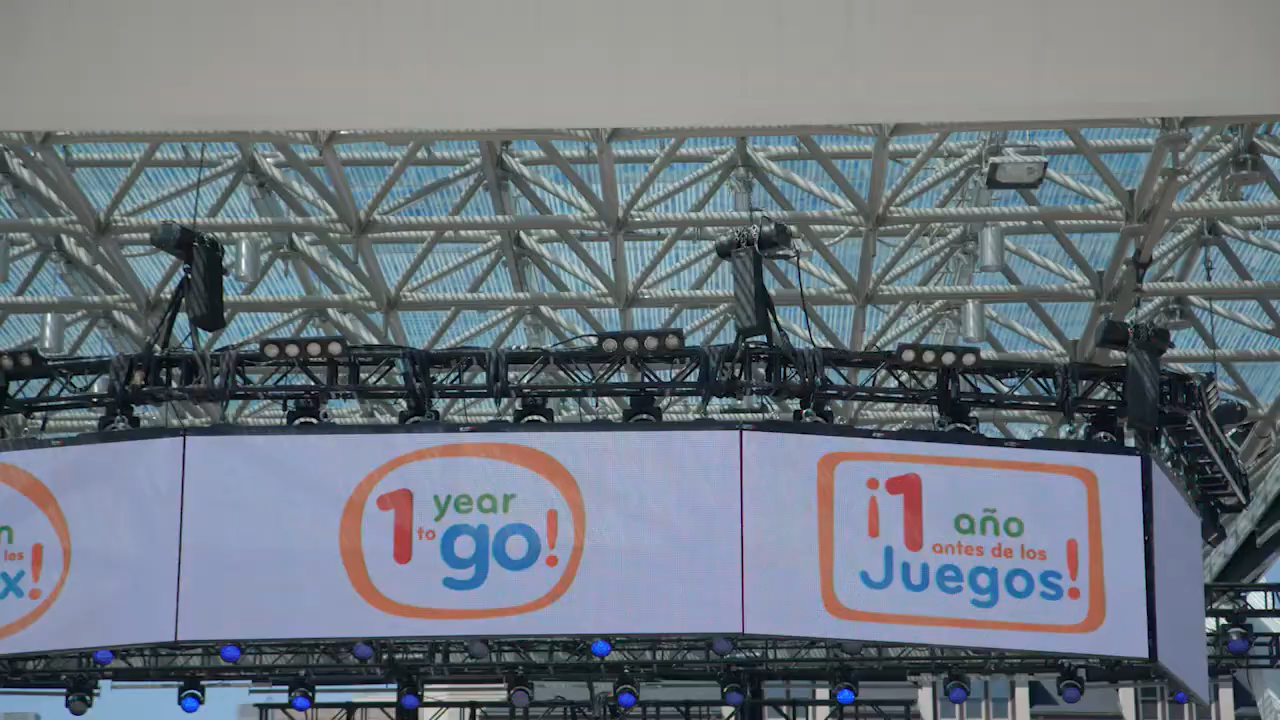 1 year
to go!
¡1 año
antes de los
Juegos!